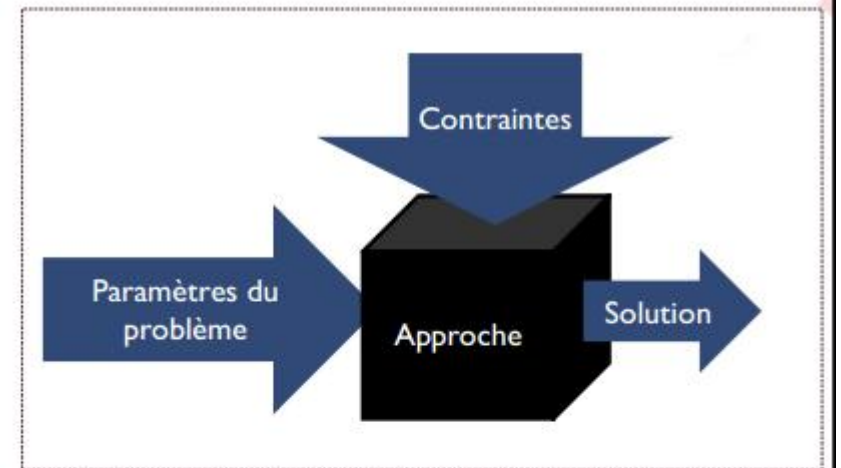 Contraintes
Paramètres du
problème
Approche
Solution